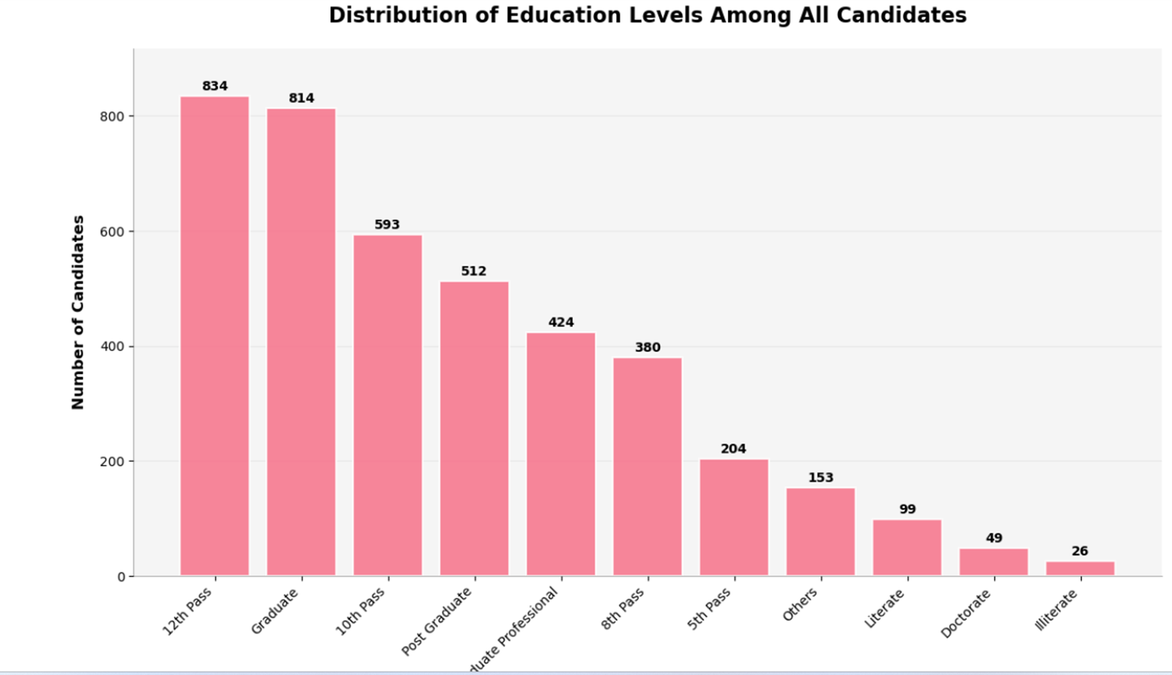 Distribution of Education Levels Among All Candidates
Number of Candidates
800
600
400
200
0
834
814
593
512
424
380
204
153
99
49
26
12th Pass
Graduate
10th Pass
Post Graduate
Professional
8th Pass
5th Pass
Others
Literate
Doctorate
Illiterate